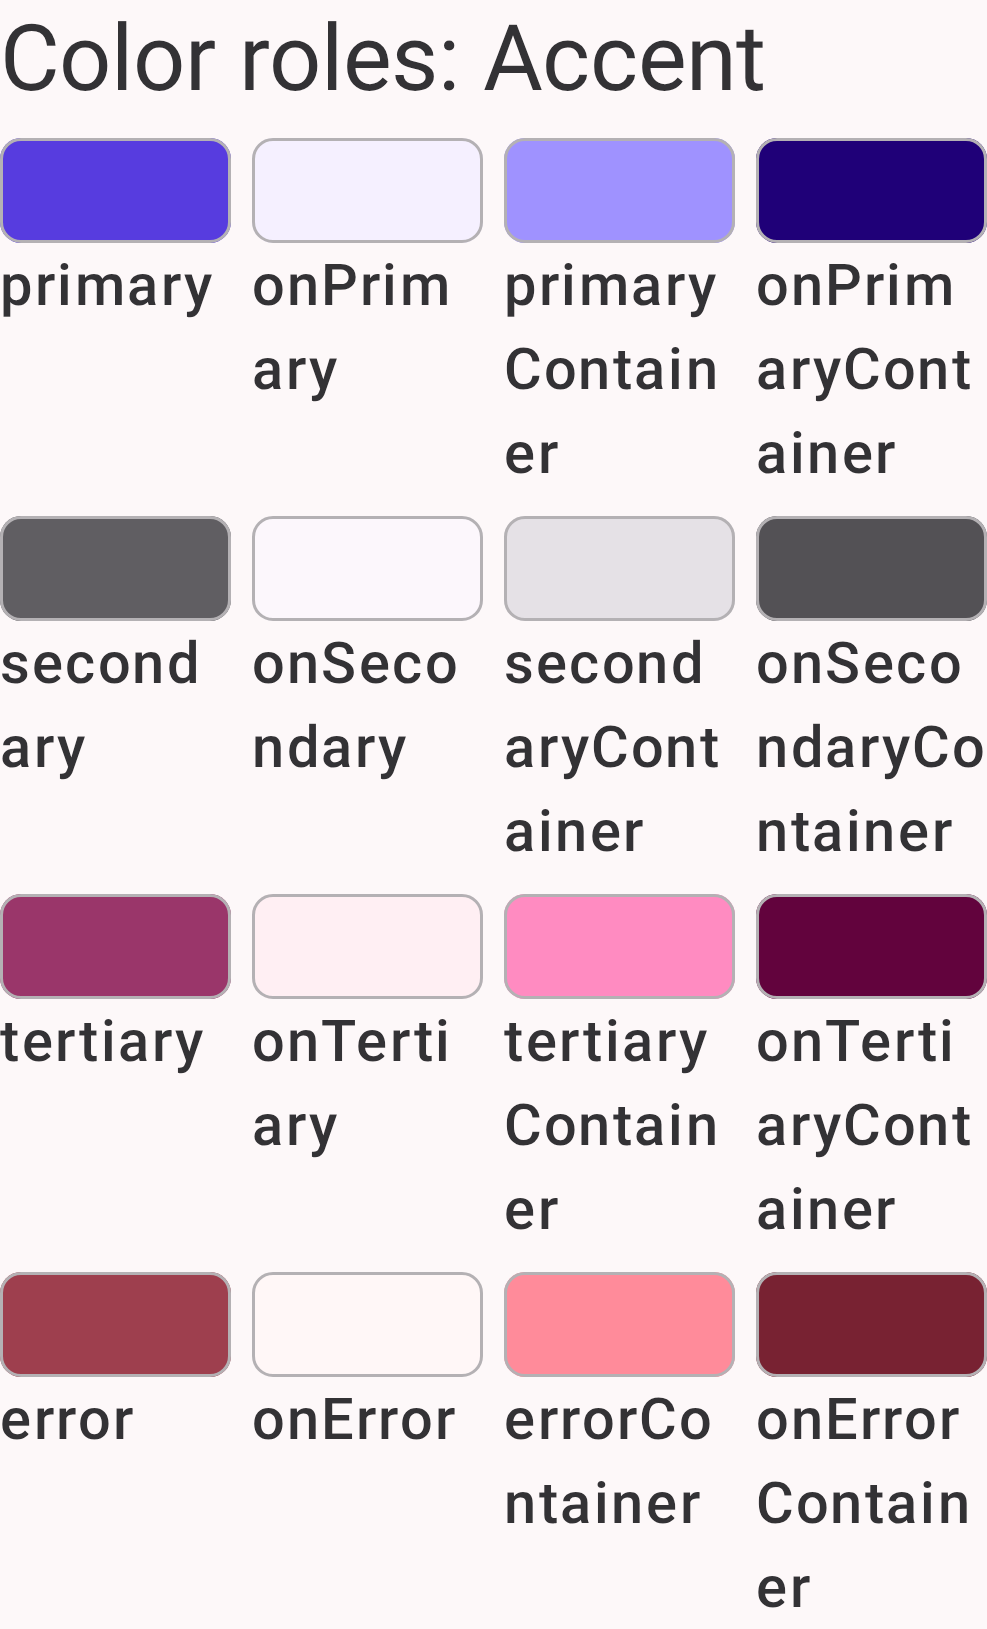 Color roles: Accent
primary
onPrim
ary
primary
Contain
er
onPrim
aryCont
ainer
second
ary
onSeco
ndary
second
aryCont
ainer
onSeco
ndaryCo
ntainer
tertiary
onTerti
ary
tertiary
Contain
er
onTerti
aryCont
ainer
error
onError
errorCo
ntainer
onError
Contain
er